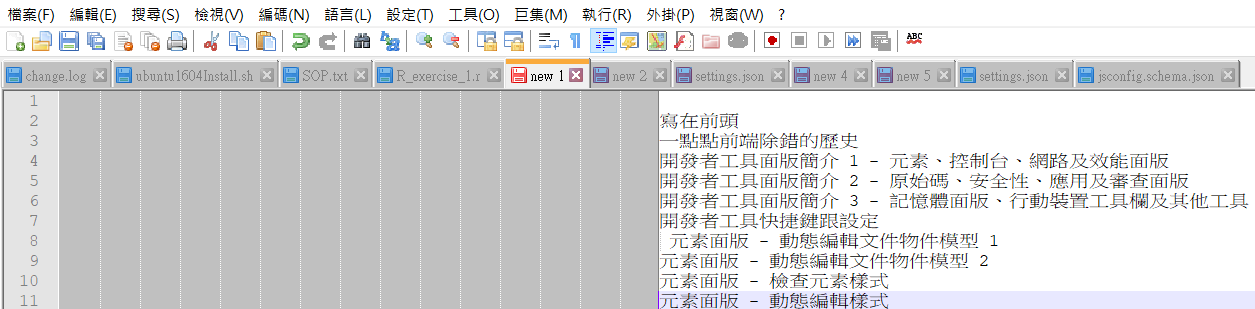 檔案(F) 編輯(E) 搜尋(S) 檢視(V) 編碼(N) 語言(L) 設定(T) 工具(O) 巨集(M) 執行(R) 外掛(P) 視窗(W) ?
ABC
change.log ubuntu1604Install.sh SOP.txt R_exercise_1.r new 1 new 2 settings.json new 4 new 5 settings.json jsconfig.schema.json
1
2 寫在前頭
3 一點點前端除錯的歷史
4 開發者工具面版簡介 1 - 元素、控制台、網路及效能面版
5 開發者工具面版簡介 2 - 原始碼、安全性、應用及審查面版
6 開發者工具面版簡介 3 - 記憶體面版、行動裝置工具欄及其他工具
7 開發者工具快捷鍵跟設定
8 元素面版 - 動態編輯文件物件模型 1
9 元素面版 - 動態編輯文件物件模型 2
10 元素面版 - 檢查元素樣式
11 元素面版 - 動態編輯樣式